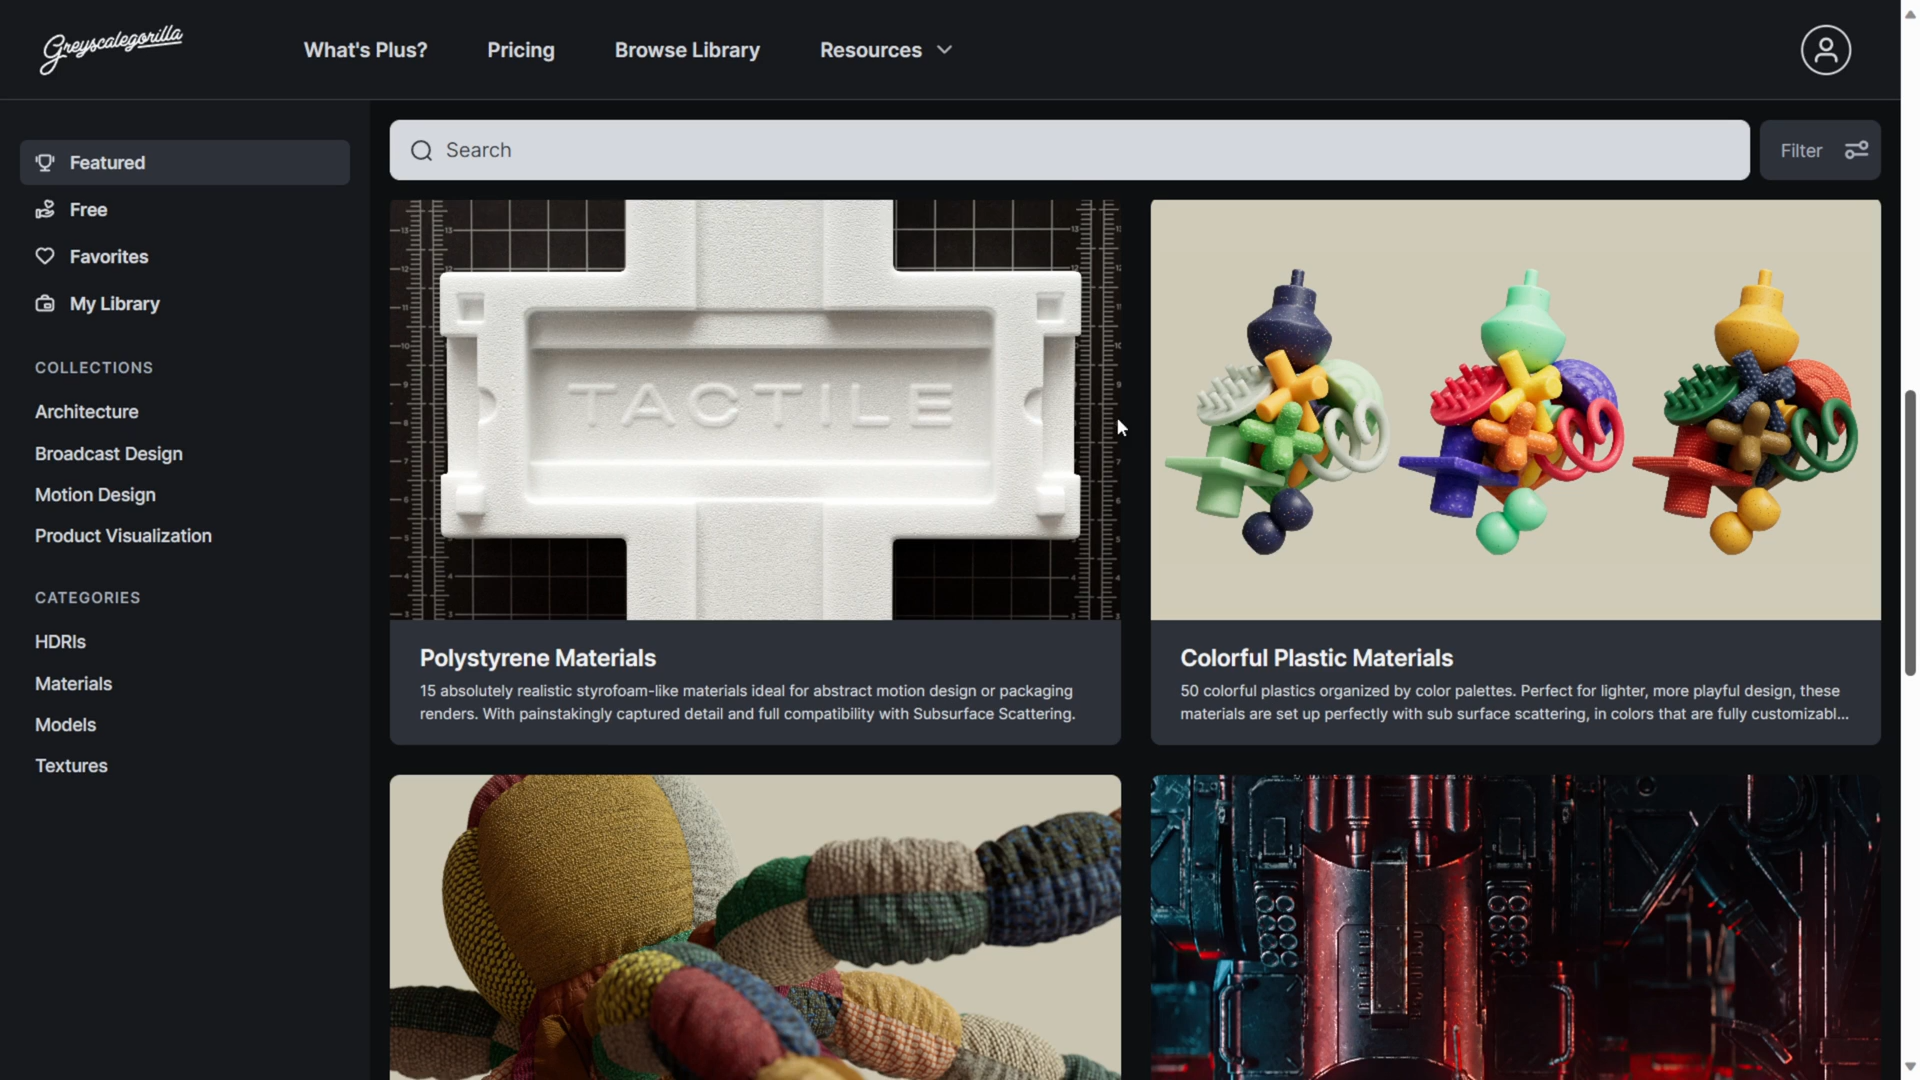 Greyscalegorilla
What's Plus?
Pricing
Browse Library
Resources
Featured
Free
Favorites
My Library
COLLECTIONS
Architecture
Broadcast Design
Motion Design
Product Visualization
CATEGORIES
HDRIs
Materials
Models
Textures
Search
Filter
TACTILE
Polystyrene Materials
15 absolutely realistic styrofoam-like materials ideal for abstract motion design or packaging
renders. With painstakingly captured detail and full compatibility with Subsurface Scattering.
Colorful Plastic Materials
50 colorful plastics organized by color palettes. Perfect for lighter, more playful design, these
materials are set up perfectly with sub surface scattering, in colors that are fully customizabl...